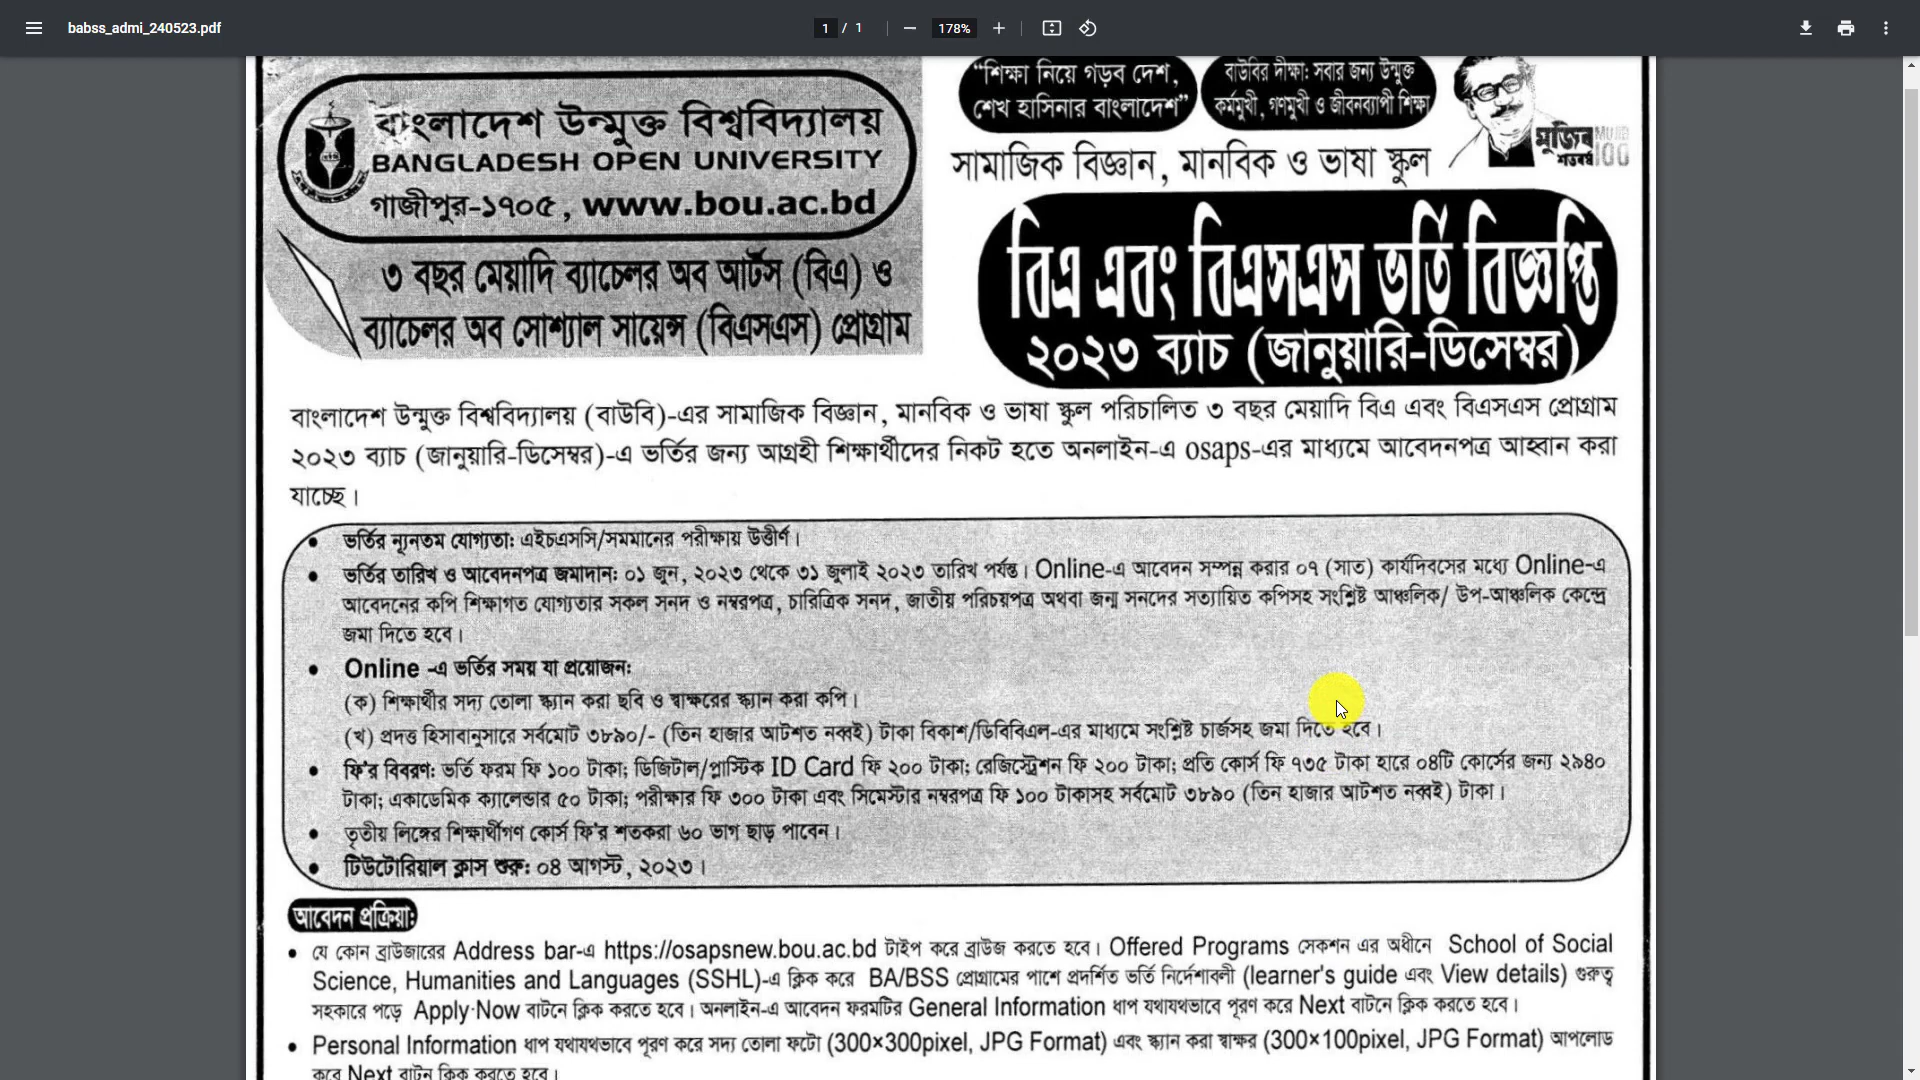 babss_admi_240523.pdf
1 / 1
178%
বাংলাদেশ উন্মুক্ত বিশ্ববিদ্যালয়
BANGLADESH OPEN UNIVERSITY
গাজীপুর-১৭০৫, www.bou.ac.bd
৩ বছর মেয়াদি ব্যাচেলর অব আর্টস (বিএ) ও
ব্যাচেলর অব সোশ্যাল সায়েন্স (বিএসএস) প্রোগ্রাম
“শিক্ষা নিয়ে গড়ব দেশ,
শেখ হাসিনার বাংলাদেশ”
বাউবির দীক্ষা: সবার জন্য উন্মুক্ত
কর্মমুখী, গণমুখী ও জীবনব্যাপী শিক্ষা
মুজিব
শতবর্ষ
MUJIB
100
সামাজিক বিজ্ঞান, মানবিক ও ভাষা স্কুল
বিএ এবং বিএসএস ভর্তি বিজ্ঞপ্তি
২০২৩ ব্যাচ (জানুয়ারি-ডিসেম্বর)
বাংলাদেশ উন্মুক্ত বিশ্ববিদ্যালয় (বাউবি)-এর সামাজিক বিজ্ঞান, মানবিক ও ভাষা স্কুল পরিচালিত ৩ বছর মেয়াদি বিএ এবং বিএসএস প্রোগ্রাম
২০২৩ ব্যাচ (জানুয়ারি-ডিসেম্বর)-এ ভর্তির জন্য আগ্রহী শিক্ষার্থীদের নিকট হতে অনলাইন-এ osaps-এর মাধ্যমে আবেদনপত্র আহ্বান করা
যাচ্ছে।
• ভর্তির ন্যূনতম যোগ্যতা: এইচএসসি/সমমানের পরীক্ষায় উত্তীর্ণ।
• ভর্তির তারিখ ও আবেদনপত্র জমাদান: ০১ জুন, ২০২৩ থেকে ৩১ জুলাই ২০২৩ তারিখ পর্যন্ত। Online-এ আবেদন সম্পন্ন করার ০৭ (সাত) কার্যদিবসের মধ্যে Online-এ
আবেদনের কপি শিক্ষাগত যোগ্যতার সকল সনদ ও নম্বরপত্র, চারিত্রিক সনদ, জাতীয় পরিচয়পত্র অথবা জন্ম সনদের সত্যায়িত কপিসহ সংশ্লিষ্ট আঞ্চলিক/ উপ-আঞ্চলিক কেন্দ্রে
জমা দিতে হবে।
• Online -এ ভর্তির সময় যা প্রয়োজন:
(ক) শিক্ষার্থীর সদ্য তোলা স্ক্যান করা ছবি ও স্বাক্ষরের স্ক্যান করা কপি।
(খ) প্রদত্ত হিসাবানুসারে সর্বমোট ৩৮৯০/- (তিন হাজার আটশত নব্বই) টাকা বিকাশ/ডিবিবিএল-এর মাধ্যমে সংশ্লিষ্ট চার্জসহ জমা দিতে হবে।
• ফি'র বিবরণ: ভর্তি ফরম ফি ১০০ টাকা; ডিজিটাল/প্লাস্টিক ID Card ফি ২০০ টাকা; রেজিস্ট্রেশন ফি ২০০ টাকা; প্রতি কোর্স ফি ৭৩৫ টাকা হারে ০৪টি কোর্সের জন্য ২৯৪০
টাকা; একাডেমিক ক্যালেন্ডার ৫০ টাকা; পরীক্ষার ফি ৩০০ টাকা এবং সিমেস্টার নম্বরপত্র ফি ১০০ টাকাসহ সর্বমোট ৩৮৯০ (তিন হাজার আটশত নব্বই) টাকা।
• তৃতীয় লিঙ্গের শিক্ষার্থীগণ কোর্স ফি'র শতকরা ৬০ ভাগ ছাড় পাবেন।
• টিউটোরিয়াল ক্লাস শুরু: ০৪ আগস্ট, ২০২৩।
আবেদন প্রক্রিয়া:
• যে কোন ব্রাউজারের Address bar-এ https://osapsnew.bou.ac.bd টাইপ করে ব্রাউজ করতে হবে। Offered Programs সেকশন এর অধীনে School of Social
Science, Humanities and Languages (SSHL)-এ ক্লিক করে BA/BSS প্রোগ্রামের পাশে প্রদর্শিত ভর্তি নির্দেশাবলী (learner's guide এবং View details) গুরুত্ব
সহকারে পড়ে Apply Now বাটনে ক্লিক করতে হবে। অনলাইন-এ আবেদন ফরমটির General Information ধাপ যথাযথভাবে পূরণ করে Next বাটনে ক্লিক করতে হবে।
• Personal Information ধাপ যথাযথভাবে পূরণ করে সদ্য তোলা ফটো (300×300pixel, JPG Format) এবং স্ক্যান করা স্বাক্ষর (300×100pixel, JPG Format) আপলোড
করে Next বাটন ক্লিক করতে হবে।